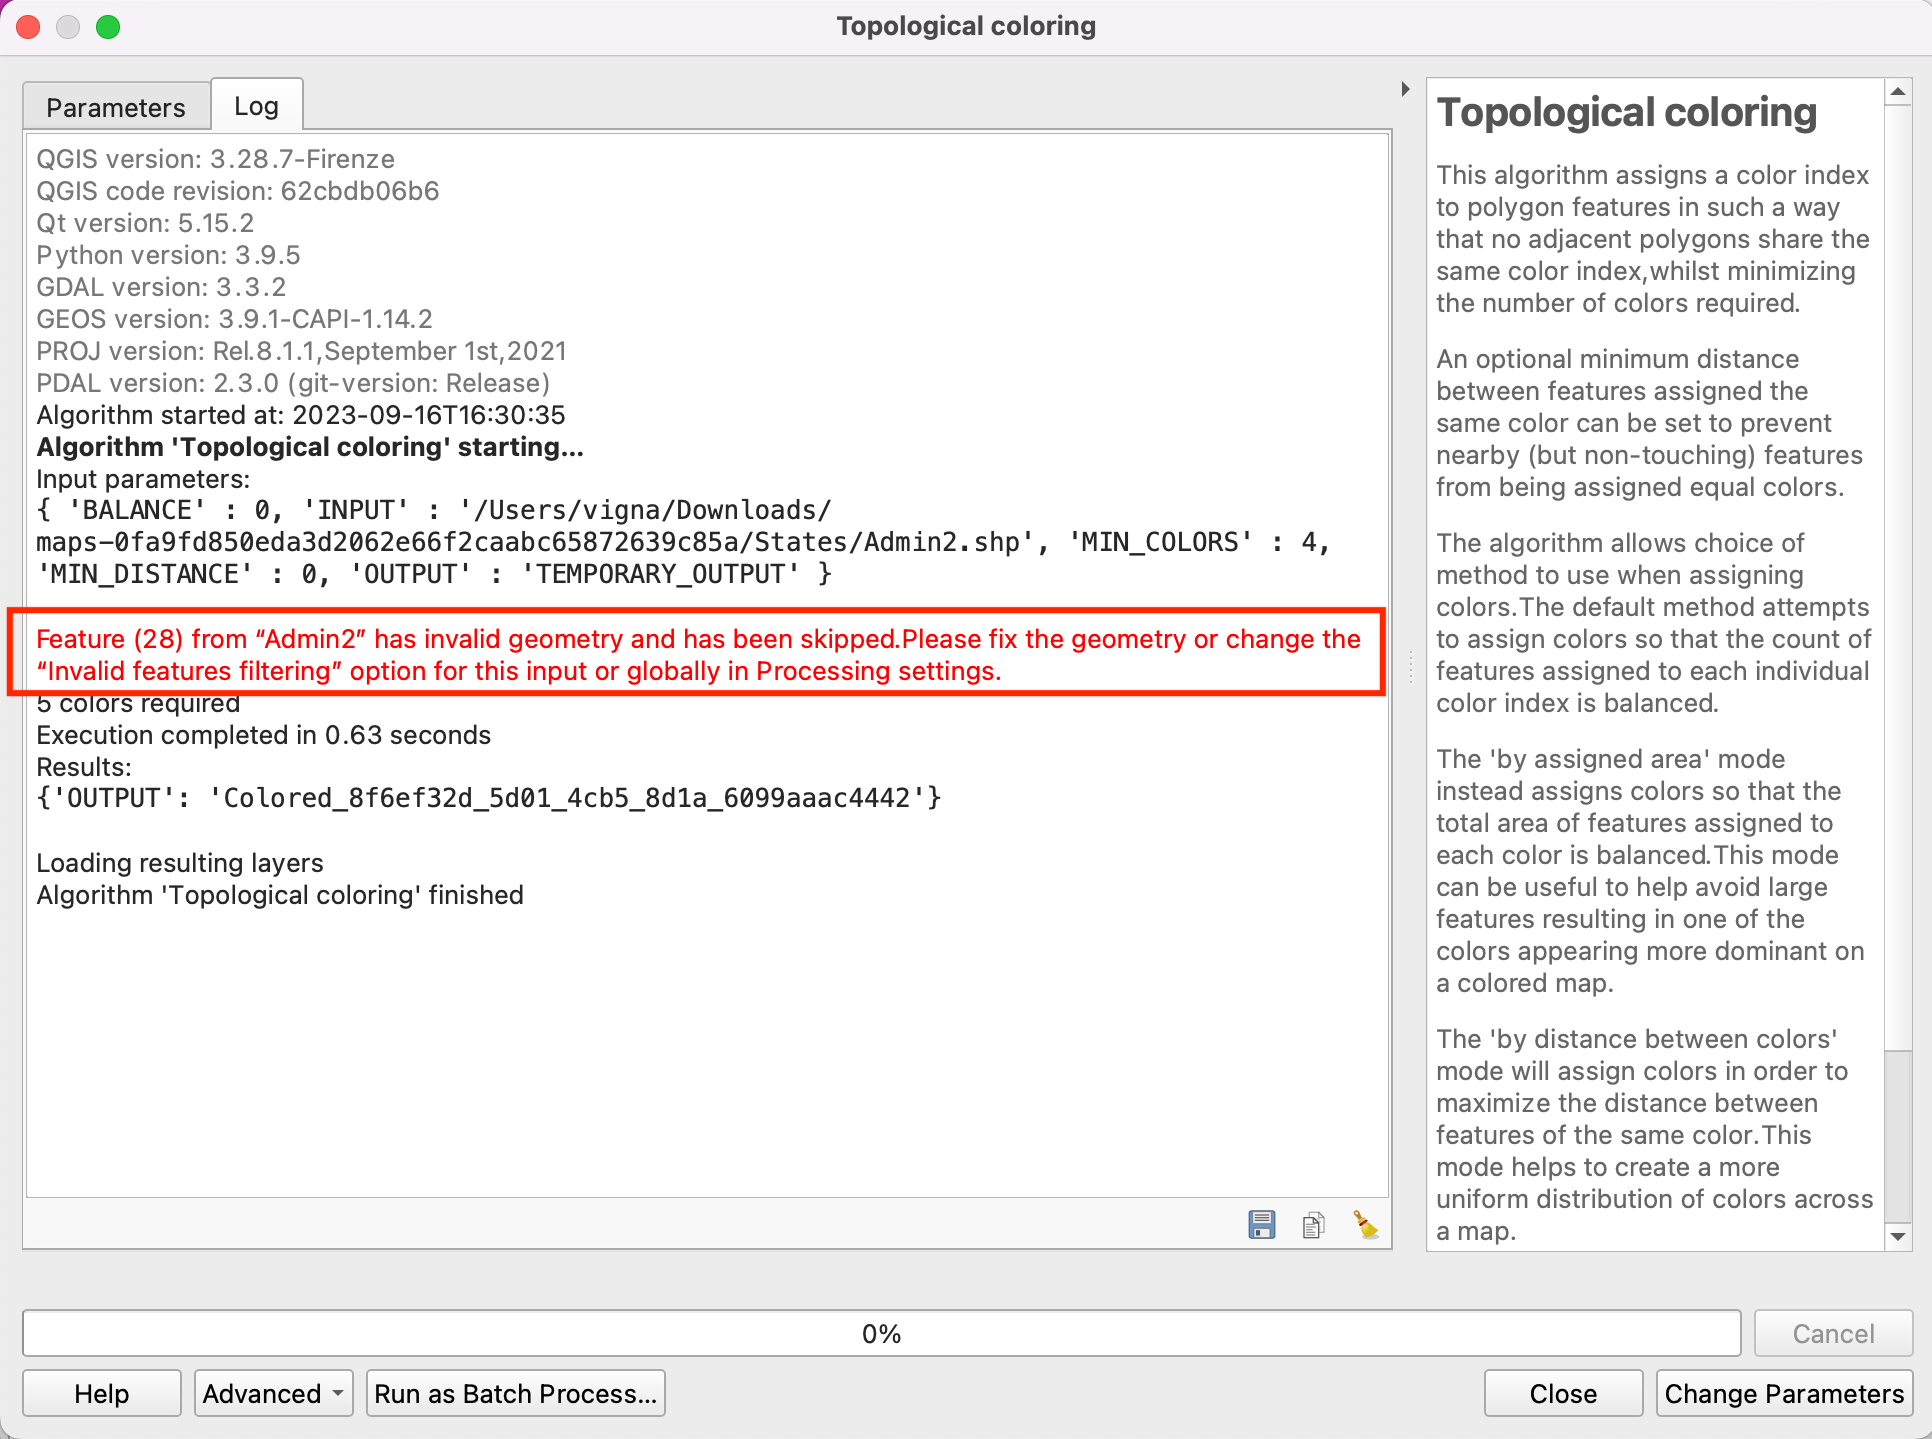 Topological coloring
Parameters
Log
QGIS version: 3.28.7-Firenze
QGIS code revision: 62cbdb06b6
Qt version: 5.15.2
Python version: 3.9.5
GDAL version: 3.3.2
GEOS version: 3.9.1-CAPI-1.14.2
PROJ version: Rel.8.1.1,September 1st,2021
PDAL version: 2.3.0 (git-version: Release)
Algorithm started at: 2023-09-16T16:30:35
Algorithm 'Topological coloring' starting...
Input parameters:
{ 'BALANCE' : 0, 'INPUT' : '/Users/vigna/Downloads/
maps-0fa9fd850eda3d2062e66f2caabc65872639c85a/States/Admin2.shp', 'MIN_COLORS' : 4,
'MIN_DISTANCE' : 0, 'OUTPUT' : 'TEMPORARY_OUTPUT' }
Feature (28) from “Admin2” has invalid geometry and has been skipped.Please fix the geometry or change the
“Invalid features filtering” option for this input or globally in Processing settings.
5 colors required
Execution completed in 0.63 seconds
Results:
{'OUTPUT': 'Colored_8f6ef32d_5d01_4cb5_8d1a_6099aaac4442'}
Loading resulting layers
Algorithm 'Topological coloring' finished
Topological coloring
This algorithm assigns a color index
to polygon features in such a way
that no adjacent polygons share the
same color index,whilst minimizing
the number of colors required.
An optional minimum distance
between features assigned the
same color can be set to prevent
nearby (but non-touching) features
from being assigned equal colors.
The algorithm allows choice of
method to use when assigning
colors.The default method attempts
to assign colors so that the count of
features assigned to each individual
color index is balanced.
The 'by assigned area' mode
instead assigns colors so that the
total area of features assigned to
each color is balanced.This mode
can be useful to help avoid large
features resulting in one of the
colors appearing more dominant on
a colored map.
The 'by distance between colors'
mode will assign colors in order to
maximize the distance between
features of the same color.This
mode helps to create a more
uniform distribution of colors across
a map.
0%
Cancel
Help
Advanced
Run as Batch Process...
Close
Change Parameters